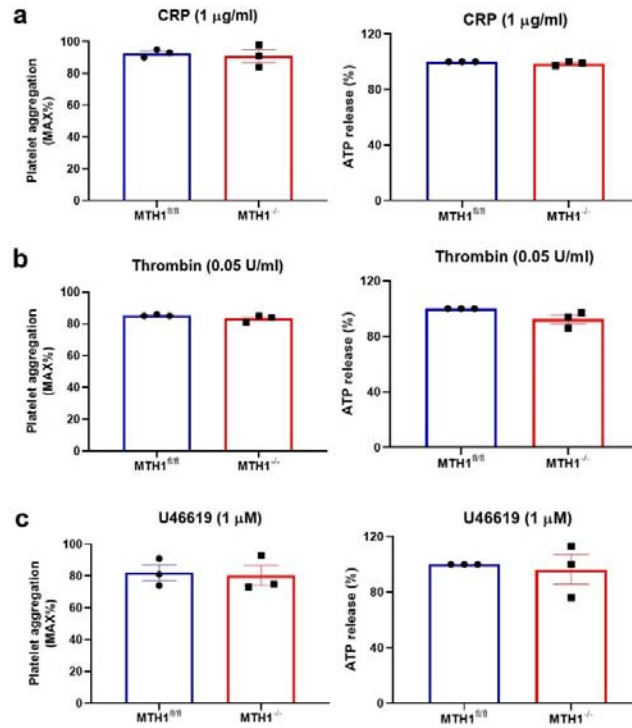 a
CRP (1 μg/ml)
Platelet aggregation
(MAX%)
100
80
60
40
20
0
MTH1fl/fl
MTH1-/-
CRP (1 μg/ml)
ATP release (%)
120
80
40
0
MTH1fl/fl
MTH1-/-
b
Thrombin (0.05 U/ml)
Platelet aggregation
(MAX%)
100
80
60
40
20
0
MTH1fl/fl
MTH1-/-
Thrombin (0.05 U/ml)
ATP release (%)
120
80
40
0
MTH1fl/fl
MTH1-/-
c
U46619 (1 μM)
Platelet aggregation
(MAX%)
100
80
60
40
20
0
MTH1fl/fl
MTH1-/-
U46619 (1 μM)
ATP release (%)
120
80
40
0
MTH1fl/fl
MTH1-/-